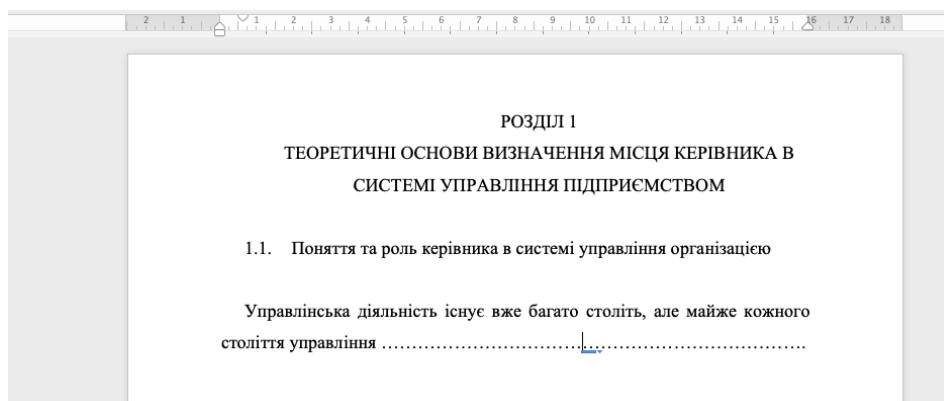 2 1 1 2 3 4 5 6 7 8 9 10 11 12 13 14 15 16 17 18
РОЗДІЛ 1
ТЕОРЕТИЧНІ ОСНОВИ ВИЗНАЧЕННЯ МІСЦЯ КЕРІВНИКА В
СИСТЕМІ УПРАВЛІННЯ ПІДПРИЄМСТВОМ
1.1. Поняття та роль керівника в системі управління організацією
Управлінська діяльність існує вже багато століть, але майже кожного
століття управління …………………………………………………………….